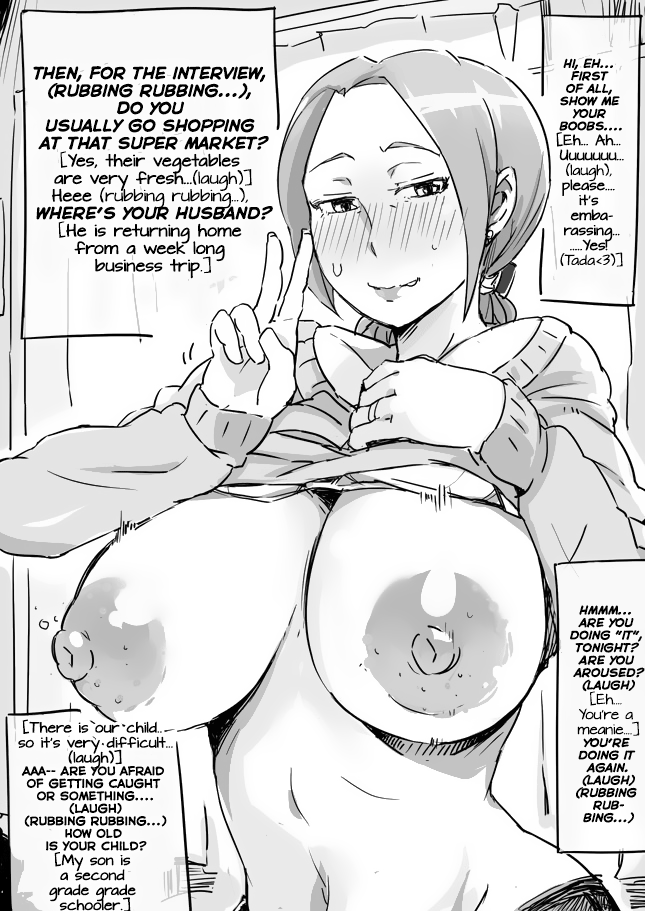 HI, EH...
FIRST
OF ALL,
SHOW ME
YOUR
BOOBS....
[Eh... Ah...
Uuuuuuu...
(laugh),
please....
it's
emba-
rassing...
.....Yes!
(Tada<3)]
THEN, FOR THE INTERVIEW,
(RUBBING RUBBING...),
DO YOU
USUALLY GO SHOPPING
AT THAT SUPER MARKET?
[Yes, their vegetables
are very fresh...(laugh)]
Heee (rubbing rubbing...),
WHERE'S YOUR HUSBAND?
[He is returning home
from a week long
business trip.]
HMMM...
ARE YOU
DOING "IT",
TONIGHT?
ARE YOU
AROUSED?
(LAUGH)
[Eh....
You're a
meanie....]
YOU'RE
DOING IT
AGAIN.
(LAUGH)
(RUBBING
RUB-
BING...)
[There is our child...
so it's very difficult...
(laugh)]
AAA-- ARE YOU AFRAID
OF GETTING CAUGHT
OR SOMETHING....
(LAUGH)
(RUBBING RUBBING...)
HOW OLD
IS YOUR CHILD?
[My son is
a second
grade grade
schooler.]